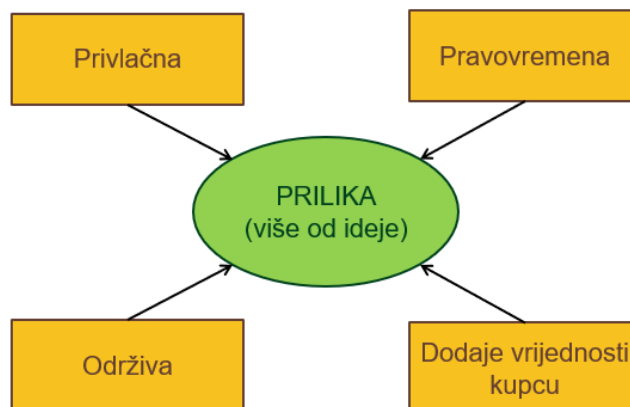 Privlačna
Pravovremena
PRILIKA
(više od ideje)
Održiva
Dodaje vrijednosti
kupcu